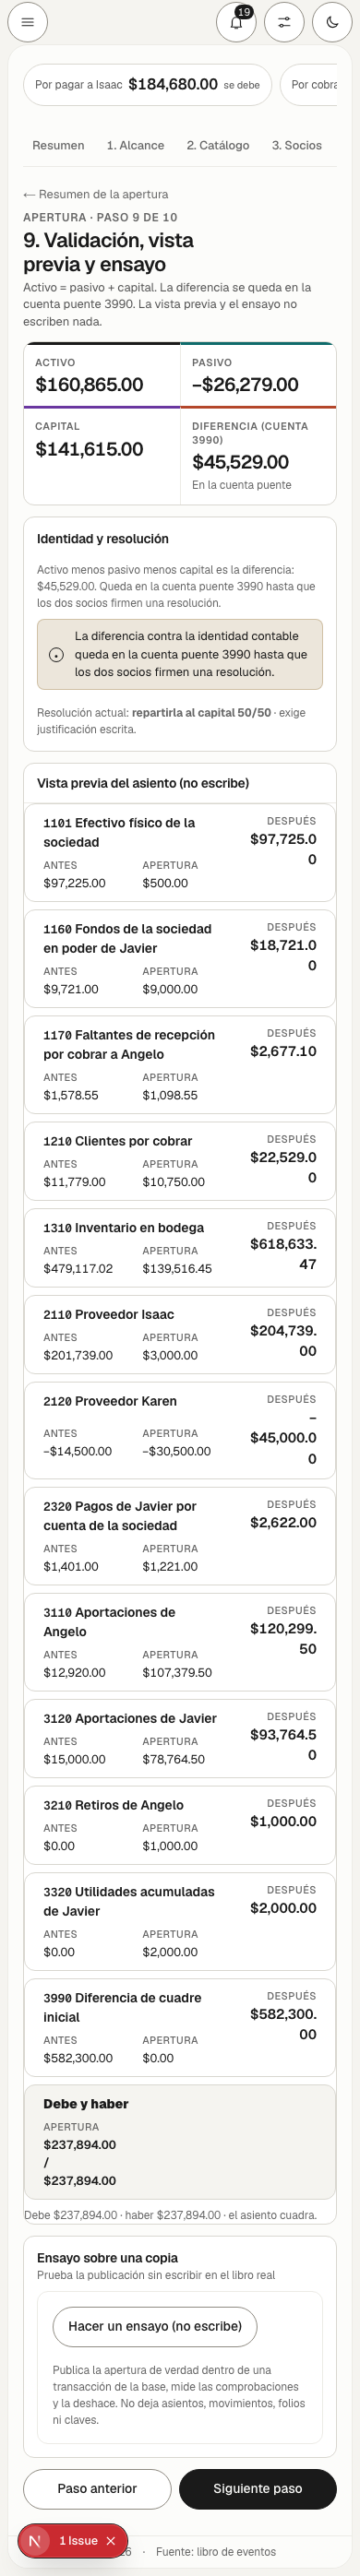 19
Por pagar a Isaac $184,680.00 se debe
Por cobra
Resumen 1. Alcance 2. Catálogo 3. Socios
← Resumen de la apertura
APERTURA · PASO 9 DE 10
9. Validación, vista
previa y ensayo
Activo = pasivo + capital. La diferencia se queda en la
cuenta puente 3990. La vista previa y el ensayo no
escriben nada.
ACTIVO
$160,865.00
PASIVO
−$26,279.00
CAPITAL
$141,615.00
DIFERENCIA (CUENTA
3990)
$45,529.00
En la cuenta puente
Identidad y resolución
Activo menos pasivo menos capital es la diferencia:
$45,529.00. Queda en la cuenta puente 3990 hasta que
los dos socios firmen una resolución.
La diferencia contra la identidad contable
queda en la cuenta puente 3990 hasta que
los dos socios firmen una resolución.
Resolución actual: repartirla al capital 50/50 · exige
justificación escrita.
Vista previa del asiento (no escribe)
1101 Efectivo físico de la
sociedad
DESPUÉS
$97,725.0
0
ANTES APERTURA
$97,225.00 $500.00
1160 Fondos de la sociedad
en poder de Javier
DESPUÉS
$18,721.0
0
ANTES APERTURA
$9,721.00 $9,000.00
1170 Faltantes de recepción
por cobrar a Angelo
DESPUÉS
$2,677.10
ANTES APERTURA
$1,578.55 $1,098.55
1210 Clientes por cobrar
DESPUÉS
$22,529.0
0
ANTES APERTURA
$11,779.00 $10,750.00
1310 Inventario en bodega
DESPUÉS
$618,633.
47
ANTES APERTURA
$479,117.02 $139,516.45
2110 Proveedor Isaac
DESPUÉS
$204,739.
00
ANTES APERTURA
$201,739.00 $3,000.00
2120 Proveedor Karen
DESPUÉS
−
$45,000.0
0
ANTES APERTURA
−$14,500.00 −$30,500.00
2320 Pagos de Javier por
cuenta de la sociedad
DESPUÉS
$2,622.00
ANTES APERTURA
$1,401.00 $1,221.00
3110 Aportaciones de
Angelo
DESPUÉS
$120,299.
50
ANTES APERTURA
$12,920.00 $107,379.50
3120 Aportaciones de Javier
DESPUÉS
$93,764.5
0
ANTES APERTURA
$15,000.00 $78,764.50
3210 Retiros de Angelo
DESPUÉS
$1,000.00
ANTES APERTURA
$0.00 $1,000.00
3320 Utilidades acumuladas
de Javier
DESPUÉS
$2,000.00
ANTES APERTURA
$0.00 $2,000.00
3990 Diferencia de cuadre
inicial
DESPUÉS
$582,300.
00
ANTES APERTURA
$582,300.00 $0.00
Debe y haber
APERTURA
$237,894.00
/
$237,894.00
Debe $237,894.00 · haber $237,894.00 · el asiento cuadra.
Ensayo sobre una copia
Prueba la publicación sin escribir en el libro real
Hacer un ensayo (no escribe)
Publica la apertura de verdad dentro de una
transacción de la base, mide las comprobaciones
y la deshace. No deja asientos, movimientos, folios
ni claves.
Paso anterior
Siguiente paso
N 1 Issue
6 · Fuente: libro de eventos